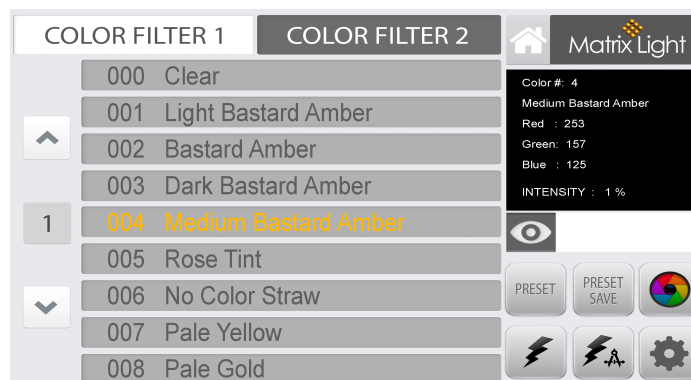 COLOR FILTER 1
COLOR FILTER 2
Matrix Light
000 Clear
001 Light Bastard Amber
002 Bastard Amber
003 Dark Bastard Amber
1
004 Medium Bastard Amber
005 Rose Tint
006 No Color Straw
007 Pale Yellow
008 Pale Gold
Color #: 4
Medium Bastard Amber
Red : 253
Green: 157
Blue : 125
INTENSITY : 1 %
PRESET
PRESET
SAVE